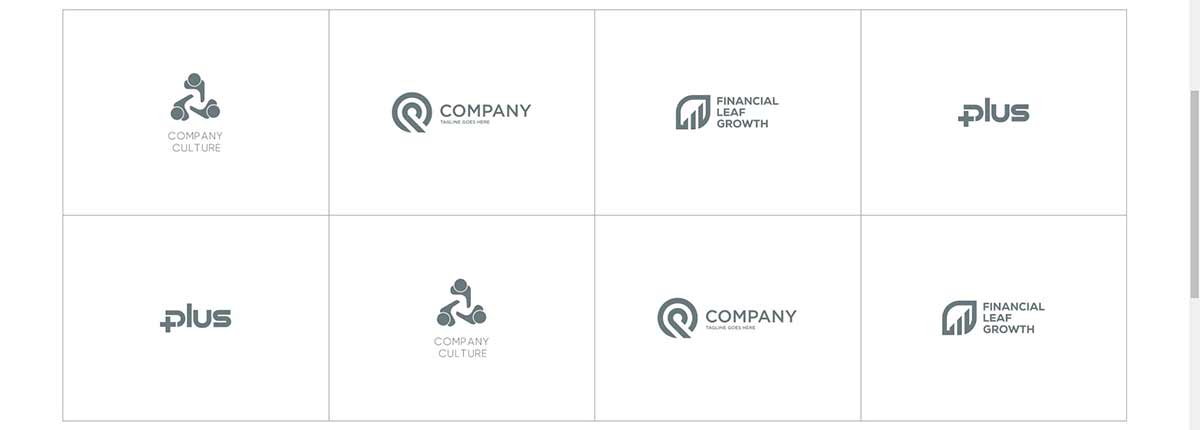 COMPANY
CULTURE
COMPANY
TAGLINE GOES HERE
FINANCIAL
LEAF
GROWTH
plus
plus
COMPANY
CULTURE
COMPANY
TAGLINE GOES HERE
FINANCIAL
LEAF
GROWTH